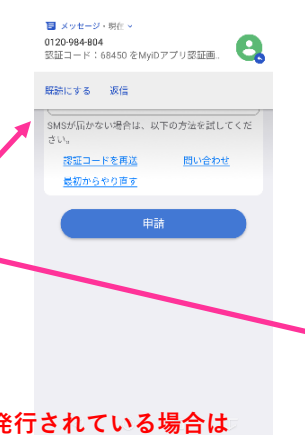 メッセージ・現在
0120-984-804
認証コード：68450 をMyiDアプリ認証画..
既読にする 返信
SMSが届かない場合は、以下の方法を試してください。
認証コードを再送 問い合わせ
最初からやり直す
申請
発行されている場合は